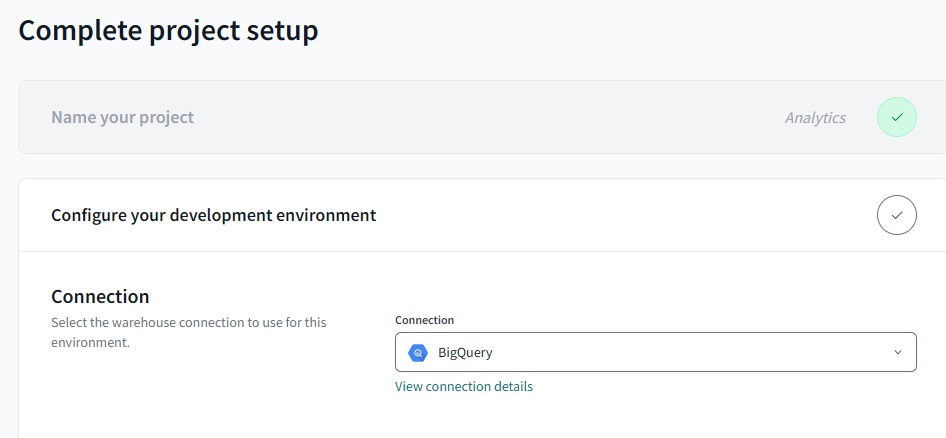 Complete project setup
Name your project
Analytics
Configure your development environment
Connection
Select the warehouse connection to use for this
environment.
Connection
BigQuery
View connection details